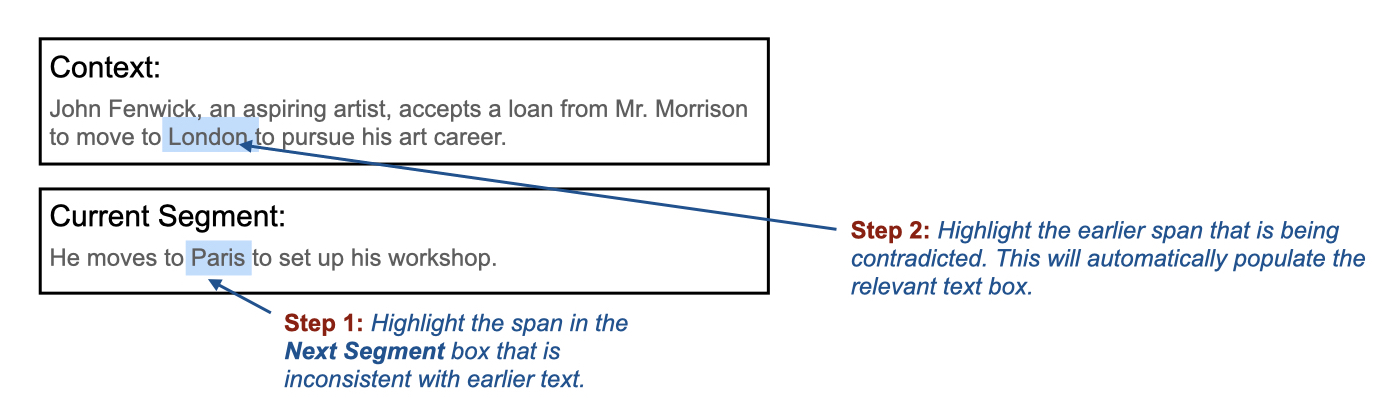 Context:
John Fenwick, an aspiring artist, accepts a loan from Mr. Morrison
to move to London to pursue his art career.
Current Segment:
He moves to Paris to set up his workshop.
Step 2: Highlight the earlier span that is being
contradicted. This will automatically populate the
relevant text box.
Step 1: Highlight the span in the
Next Segment box that is
inconsistent with earlier text.